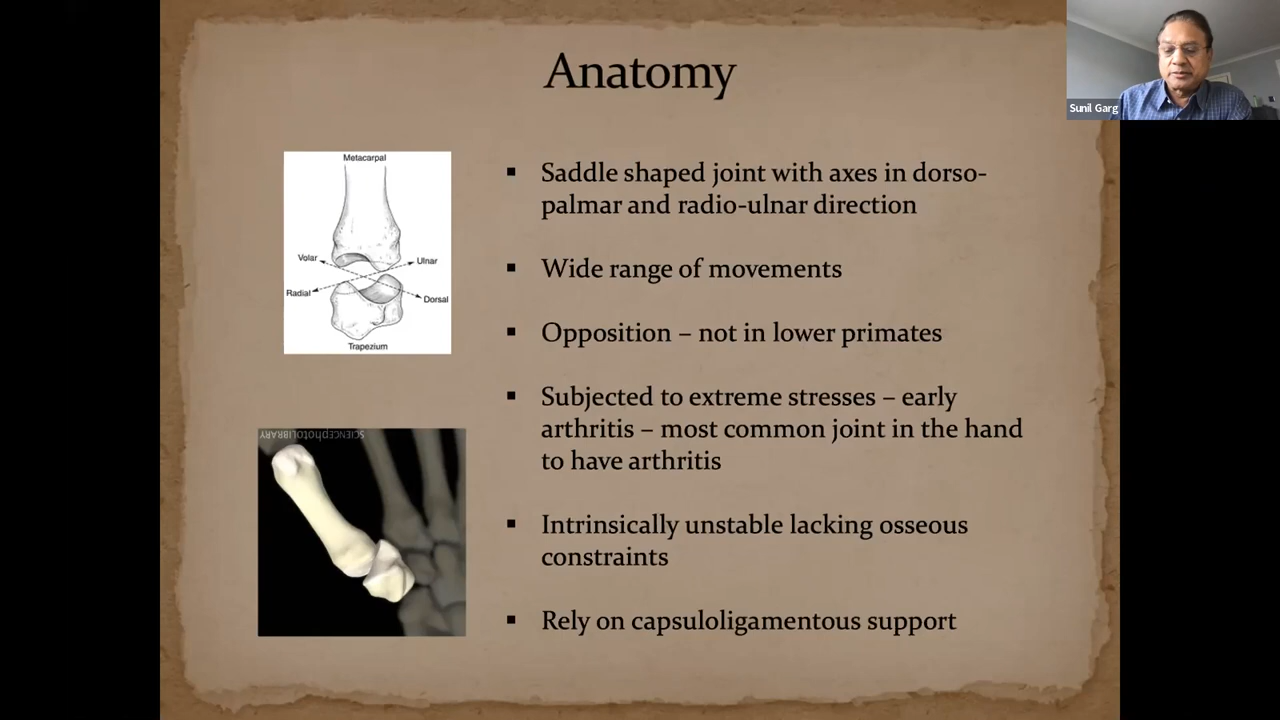 Anatomy
Sunil Garg
Metacarpal
Volar
Ulnar
Radial
Dorsal
Trapezium
SCIENCEPHOTOLIBRARY
▪ Saddle shaped joint with axes in dorso-
palmar and radio-ulnar direction
▪ Wide range of movements
▪ Opposition – not in lower primates
▪ Subjected to extreme stresses – early
arthritis – most common joint in the hand
to have arthritis
▪ Intrinsically unstable lacking osseous
constraints
▪ Rely on capsuloligamentous support